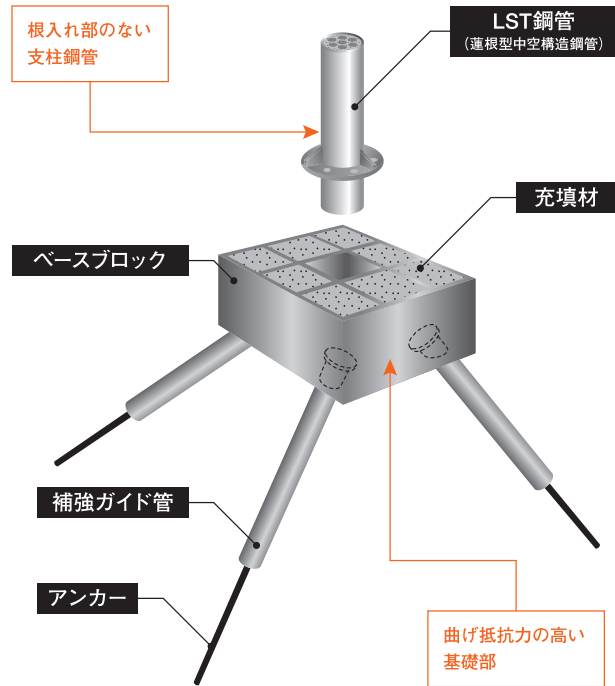 根入れ部のない
支柱鋼管
LST鋼管
（蓮根型中空構造鋼管）
充填材
ベースブロック
補強ガイド管
アンカー
曲げ抵抗力の高い
基礎部